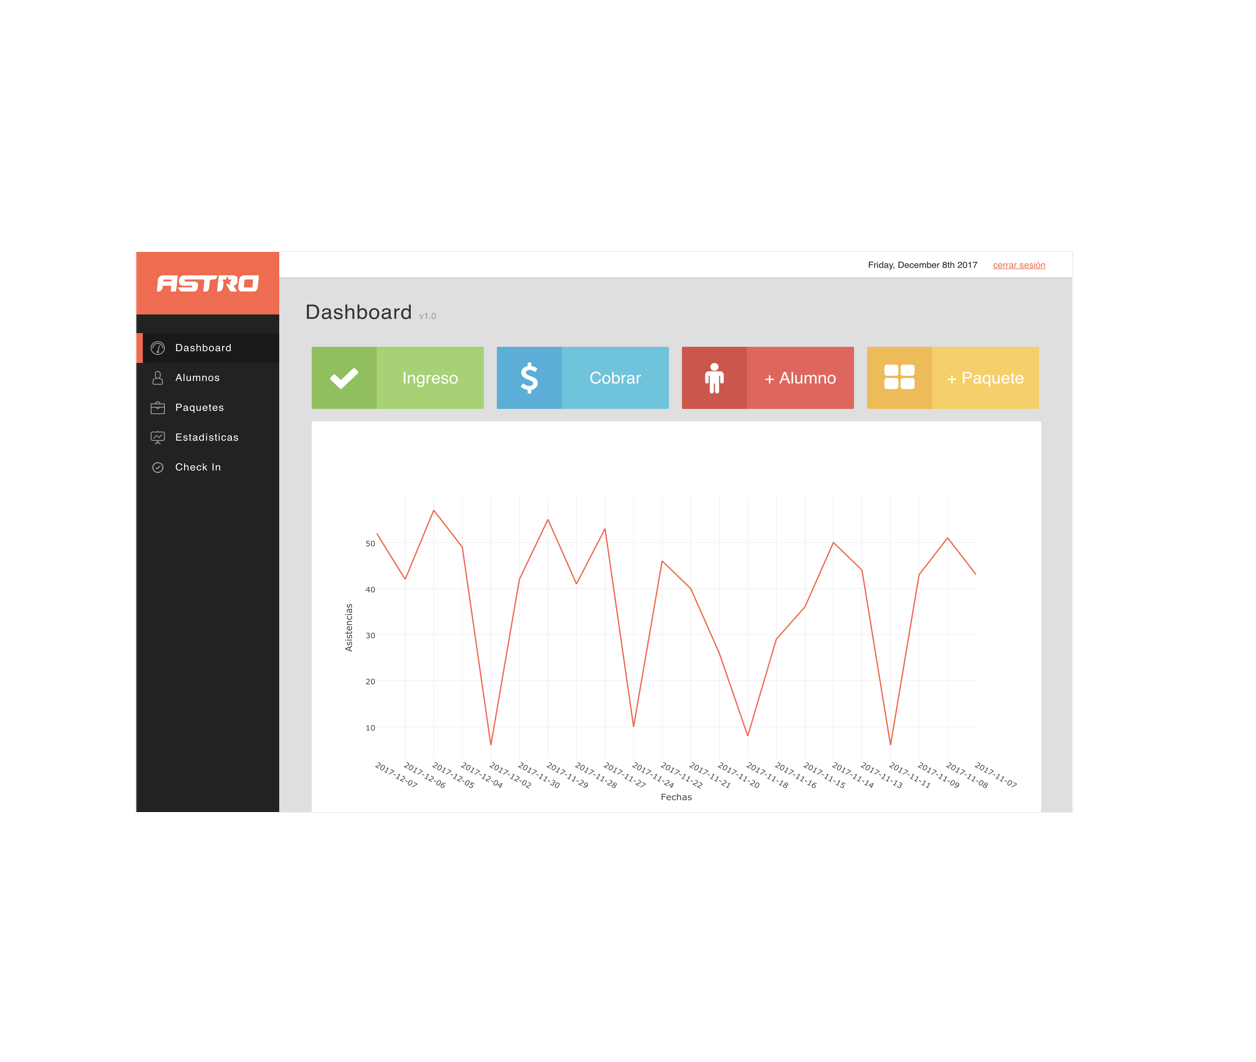 ASTRO
Friday, December 8th 2017 cerrar sesión
Dashboard v1.0
Dashboard
Alumnos
Paquetes
Estadísticas
Check In
Ingreso
Cobrar
+ Alumno
+ Paquete
Asistencias
50
40
30
20
10
2017-12-07
2017-12-06
2017-12-05
2017-12-04
2017-12-02
2017-11-30
2017-11-29
2017-11-28
2017-11-27
2017-11-24
2017-11-22
2017-11-21
2017-11-20
2017-11-18
2017-11-16
2017-11-15
2017-11-14
2017-11-13
2017-11-11
2017-11-09
2017-11-08
2017-11-07
Fechas